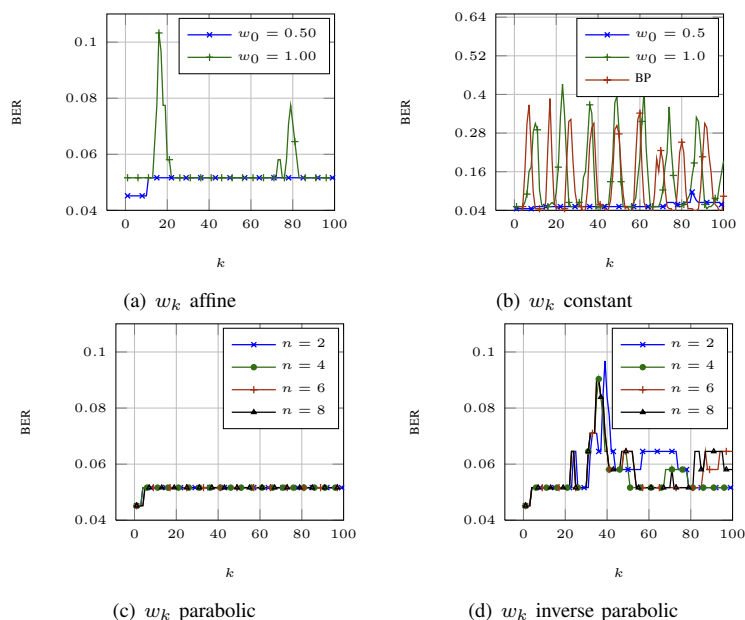 0.1
0.08
0.06
0.04
0 20 40 60 80 100
BER
k
w₀ = 0.50
w₀ = 1.00
(a) wₖ affine
0.64
0.52
0.4
0.28
0.16
0.04
0 20 40 60 80 100
BER
k
w₀ = 0.5
w₀ = 1.0
BP
(b) wₖ constant
0.1
0.08
0.06
0.04
0 20 40 60 80 100
BER
k
n = 2
n = 4
n = 6
n = 8
(c) wₖ parabolic
0.1
0.08
0.06
0.04
0 20 40 60 80 100
BER
k
n = 2
n = 4
n = 6
n = 8
(d) wₖ inverse parabolic